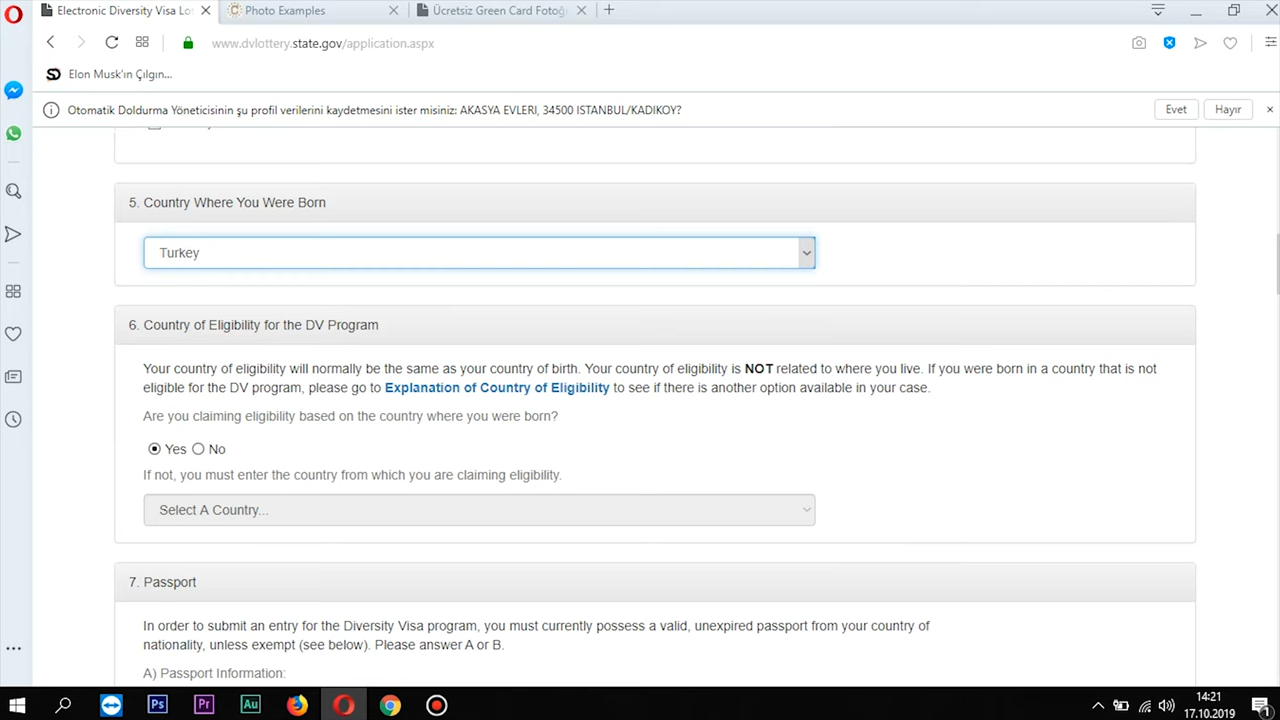 Electronic Diversity Visa Lot
Photo Examples
Ücretsiz Green Card Fotoğ
www.dvlottery.state.gov/application.aspx
SD Elon Musk'ın Çılgın...
Otomatik Doldurma Yöneticisinin şu profil verilerini kaydetmesini ister misiniz: AKASYA EVLERI, 34500 ISTANBUL/KADIKOY?
Evet
Hayır
5. Country Where You Were Born
Turkey
6. Country of Eligibility for the DV Program
Your country of eligibility will normally be the same as your country of birth. Your country of eligibility is NOT related to where you live. If you were born in a country that is not
eligible for the DV program, please go to Explanation of Country of Eligibility to see if there is another option available in your case.
Are you claiming eligibility based on the country where you were born?
Yes No
If not, you must enter the country from which you are claiming eligibility.
Select A Country...
7. Passport
In order to submit an entry for the Diversity Visa program, you must currently possess a valid, unexpired passport from your country of
nationality, unless exempt (see below). Please answer A or B.
A) Passport Information:
Ps
Pr
Au
14:21
17.10.2019
1